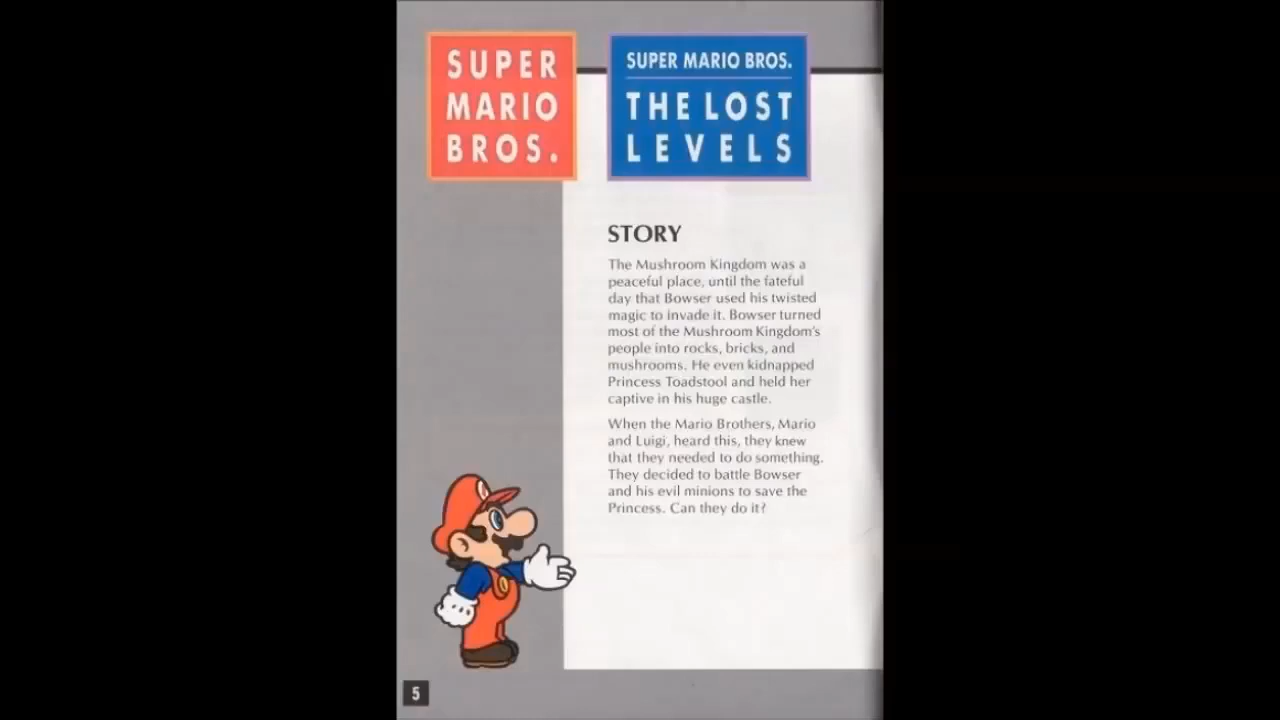 SUPER
MARIO
BROS.
SUPER MARIO BROS.
THE LOST
LEVELS
STORY
The Mushroom Kingdom was a
peaceful place, until the fateful
day that Bowser used his twisted
magic to invade it. Bowser turned
most of the Mushroom Kingdom's
people into rocks, bricks, and
mushrooms. He even kidnapped
Princess Toadstool and held her
captive in his huge castle.
When the Mario Brothers, Mario
and Luigi, heard this, they knew
that they needed to do something.
They decided to battle Bowser
and his evil minions to save the
Princess. Can they do it?
5